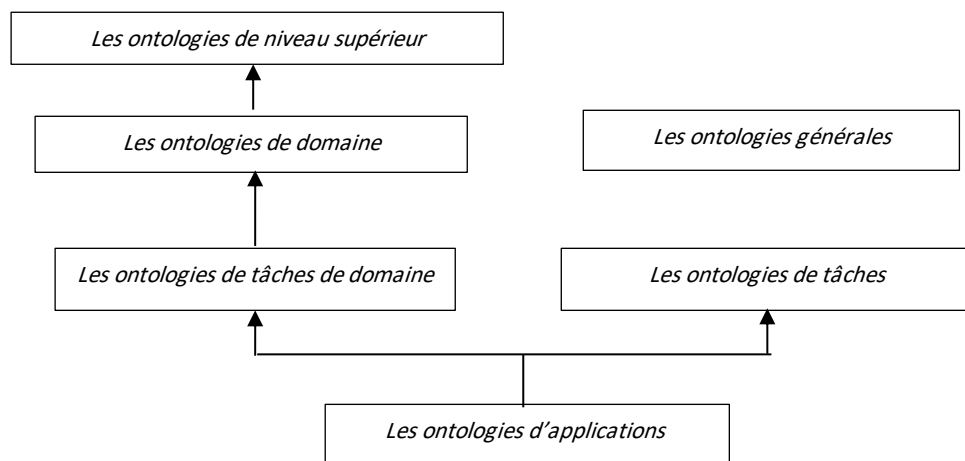 Les ontologies de niveau supérieur
Les ontologies de domaine
Les ontologies générales
Les ontologies de tâches de domaine
Les ontologies de tâches
Les ontologies d’applications